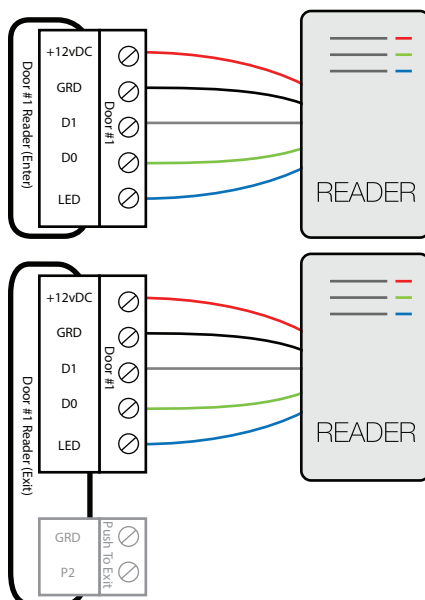 Door #1 Reader (Enter)
+12vDC
GRD
D1
D0
LED
Door #1
READER
Door #1 Reader (Exit)
+12vDC
GRD
D1
D0
LED
Door #1
READER
GRD
P2
Push To Exit